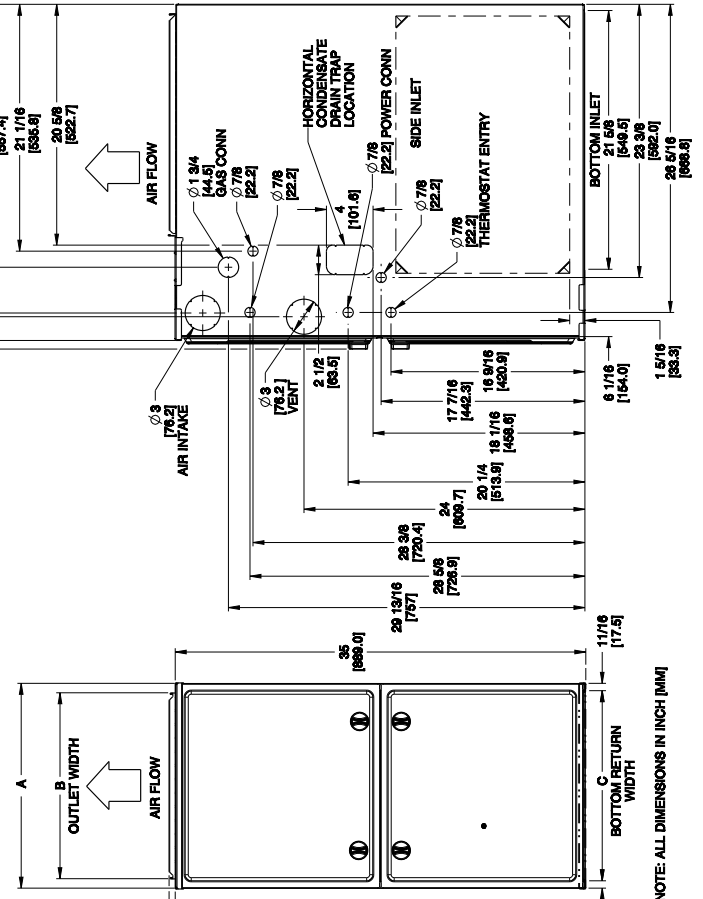 [557.4]
21 1/16
[535.8]
20 5/8
[522.7]
AIR FLOW
Ø 1 3/4
[44.5]
GAS CONN
Ø 7/8
[22.2]
Ø 7/8
[22.2]
HORIZONTAL
CONDENSATE
DRAIN TRAP
LOCATION
4
[101.6]
Ø 7/8
[22.2] POWER CONN
SIDE INLET
Ø 7/8
[22.2]
THERMOSTAT ENTRY
Ø 7/8
[22.2]
BOTTOM INLET
21 5/8
[549.5]
23 3/8
[592.0]
26 5/16
[668.8]
Ø 3
[76.2]
AIR INTAKE
Ø 3
[76.2 ]
VENT
2 1/2
[63.5]
16 9/16
[420.9]
17 7/16
[442.3]
18 1/16
[458.6]
20 1/4
[513.9]
24
[609.7]
28 3/8
[720.4]
28 5/8
[726.9]
29 13/16
[757]
6 1/16
[154.0]
1 5/16
[33.3]
35
[889.0]
11/16
[17.5]
A
B
OUTLET WIDTH
AIR FLOW
C
BOTTOM RETURN
WIDTH
NOTE: ALL DIMENSIONS IN INCH [MM]